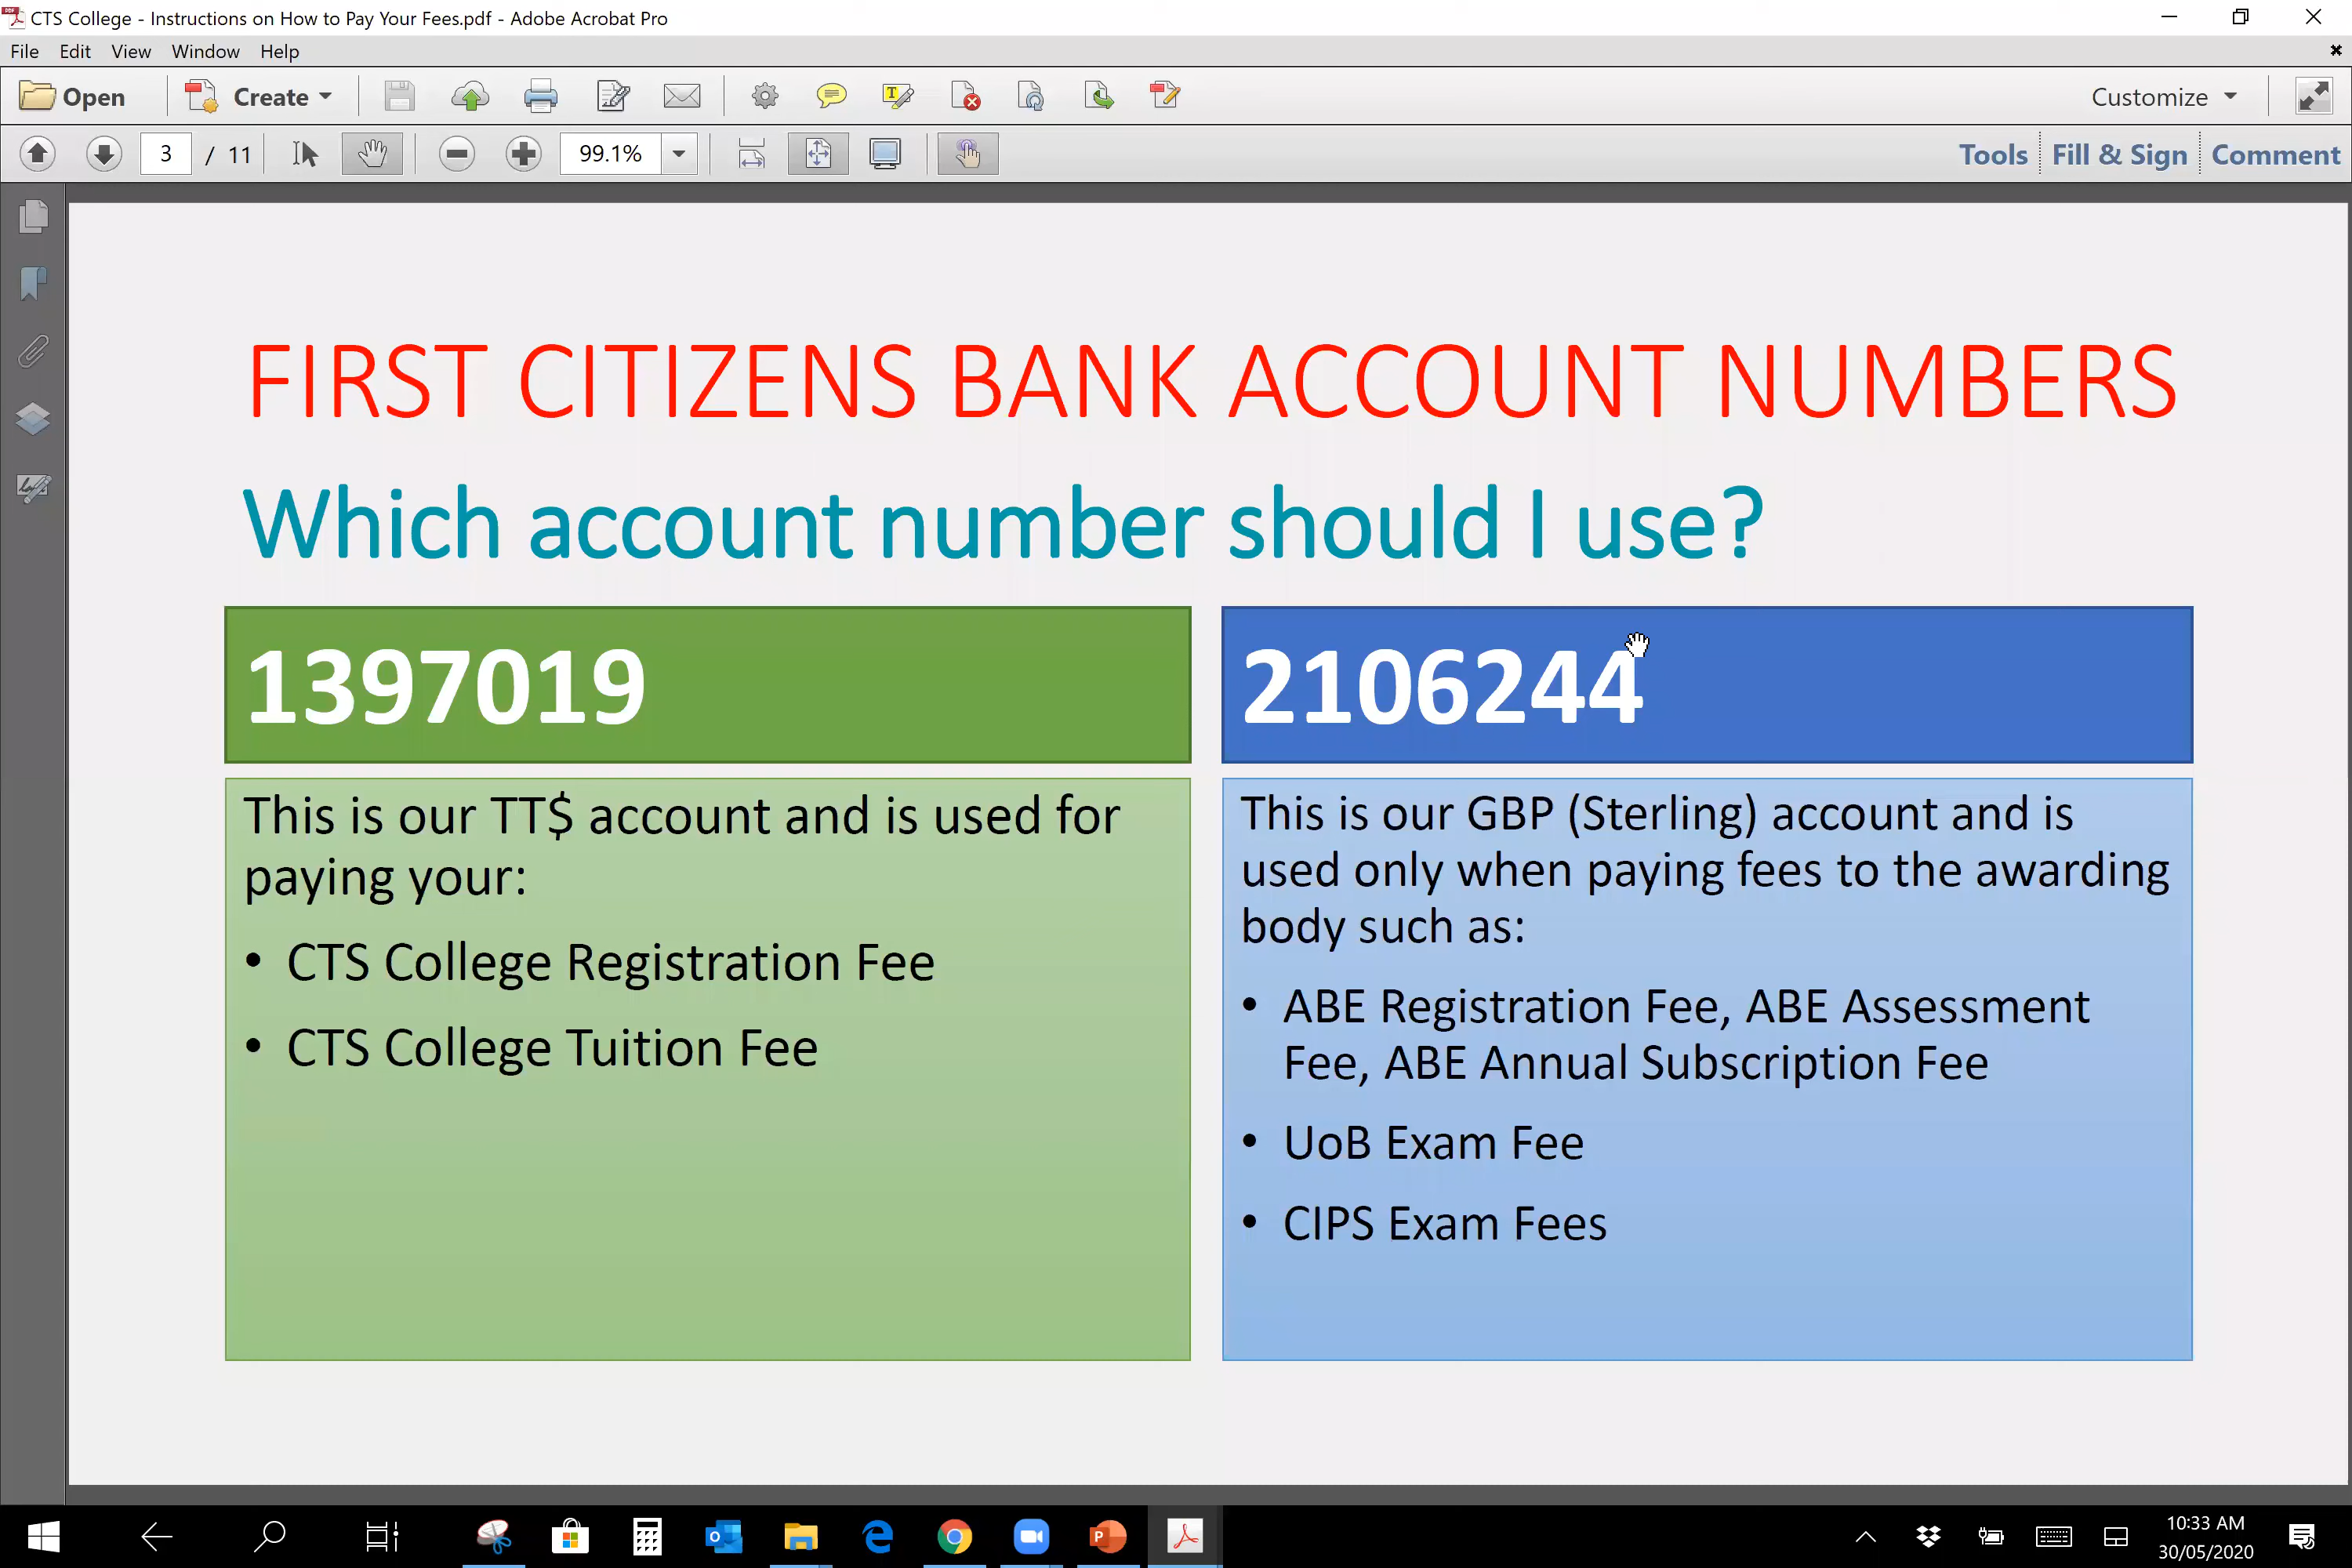 CTS College - Instructions on How to Pay Your Fees.pdf - Adobe Acrobat Pro
File Edit View Window Help
Open Create Customize
3 / 11 99.1% Tools Fill & Sign Comment
FIRST CITIZENS BANK ACCOUNT NUMBERS
Which account number should I use?
1397019
This is our TT$ account and is used for
paying your:
• CTS College Registration Fee
• CTS College Tuition Fee
2106244
This is our GBP (Sterling) account and is
used only when paying fees to the awarding
body such as:
• ABE Registration Fee, ABE Assessment
Fee, ABE Annual Subscription Fee
• UoB Exam Fee
• CIPS Exam Fees
10:33 AM
30/05/2020